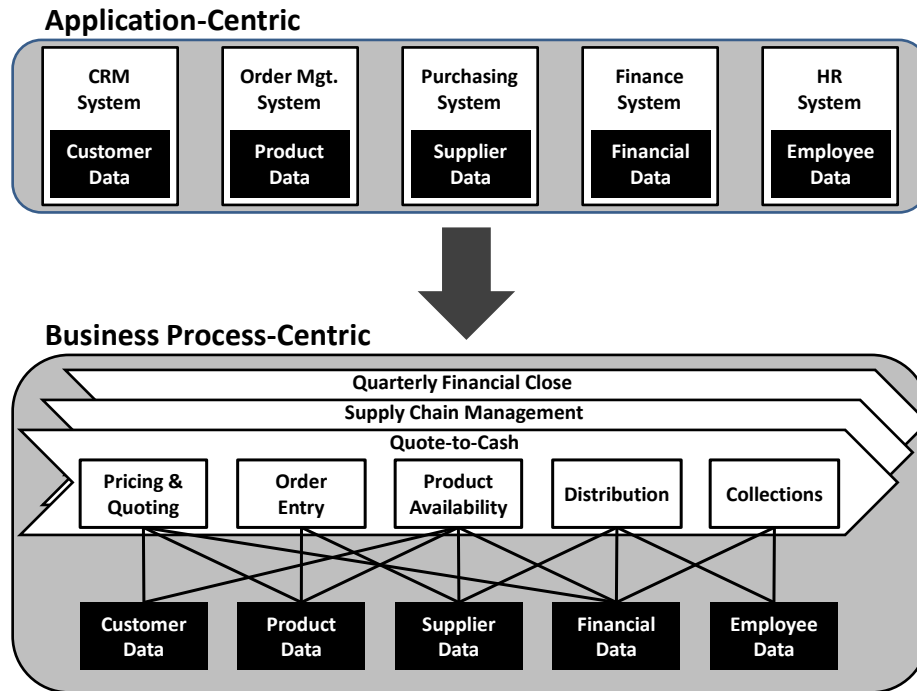 Application-Centric
CRM
System
Customer
Data
Order Mgt.
System
Product
Data
Purchasing
System
Supplier
Data
Finance
System
Financial
Data
HR
System
Employee
Data
Business Process-Centric
Quarterly Financial Close
Supply Chain Management
Quote-to-Cash
Pricing &
Quoting
Order
Entry
Product
Availability
Distribution
Collections
Customer
Data
Product
Data
Supplier
Data
Financial
Data
Employee
Data